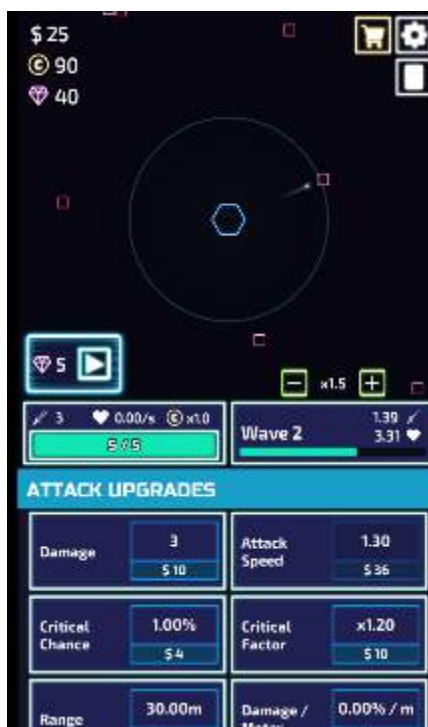 $ 25
© 90
40
5
x1.5
3 0.00/s © x1.0
5 / 5
Wave 2
1.39
3.31
ATTACK UPGRADES
Damage
3
$ 10
Attack
Speed
1.30
$ 36
Critical
Chance
1.00%
$ 4
Critical
Factor
x1.20
$ 10
Range
30.00m
Damage /
Meter
0.00% / m